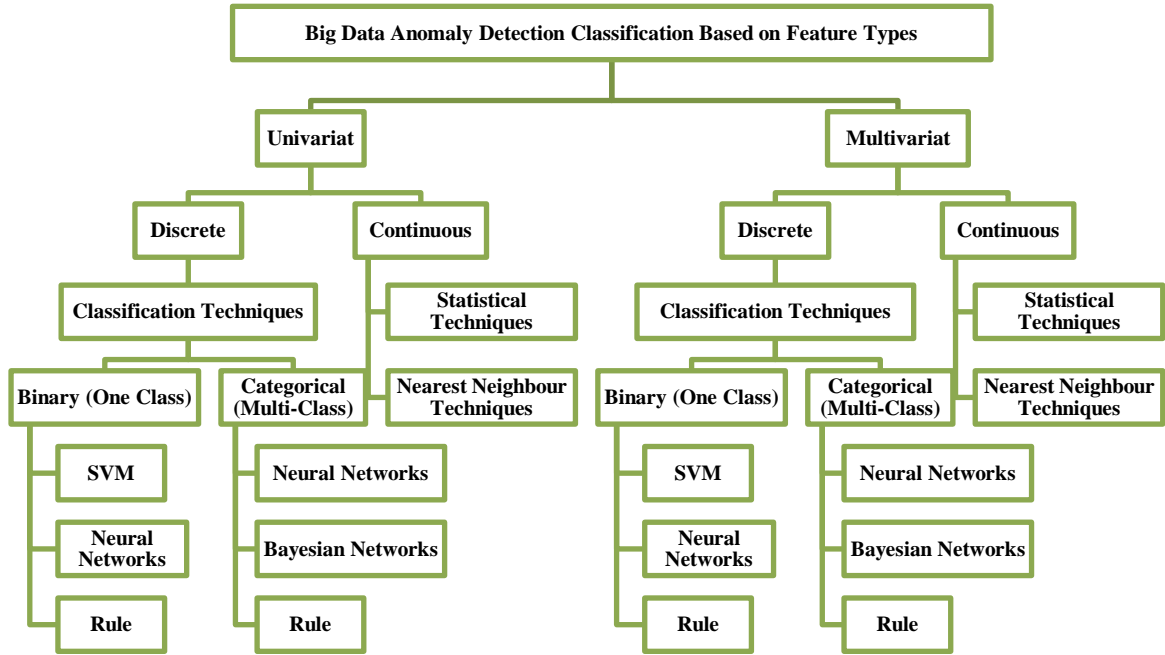 Big Data Anomaly Detection Classification Based on Feature Types
Univariat
Multivariat
Discrete
Continuous
Discrete
Continuous
Classification Techniques
Statistical
Techniques
Classification Techniques
Statistical
Techniques
Binary (One Class)
Categorical
(Multi-Class)
Nearest Neighbour
Techniques
Binary (One Class)
Categorical
(Multi-Class)
Nearest Neighbour
Techniques
SVM
Neural Networks
SVM
Neural Networks
Neural
Networks
Bayesian Networks
Neural
Networks
Bayesian Networks
Rule
Rule
Rule
Rule